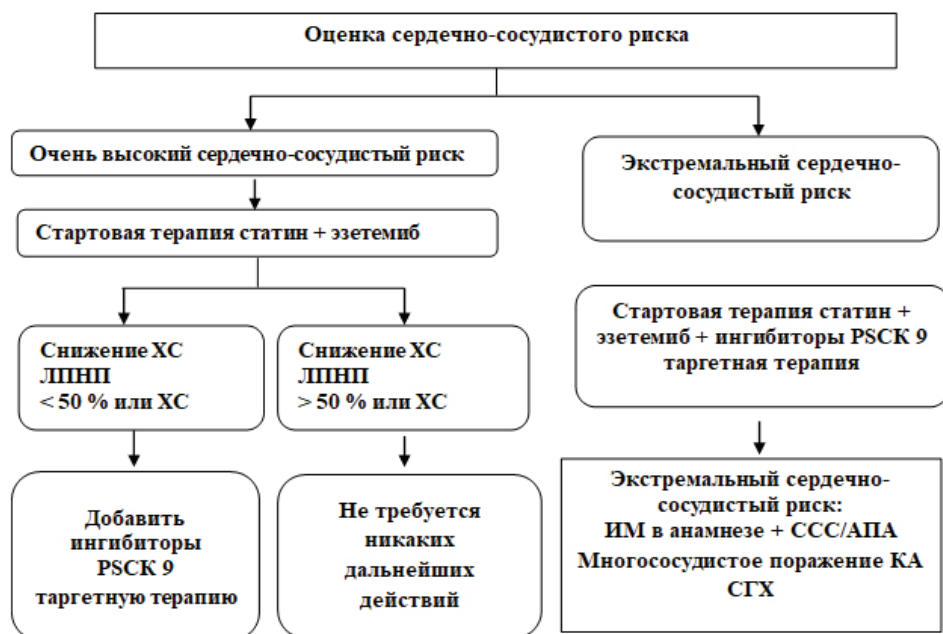 Оценка сердечно-сосудистого риска
Очень высокий сердечно-сосудистый риск
Экстремальный сердечно-
сосудистый риск
Стартовая терапия статин + эзетемиб
Стартовая терапия статин +
эзетемиб + ингибиторы PSCК 9
таргетная терапия
Снижение ХС
ЛПНП
< 50 % или ХС
Снижение ХС
ЛПНП
> 50 % или ХС
Добавить
ингибиторы
PSCК 9
таргетную терапию
Не требуется
никаких
дальнейших
действий
Экстремальный сердечно-
сосудистый риск:
ИМ в анамнезе + ССС/АПА
Многососудистое поражение КА
СГХ